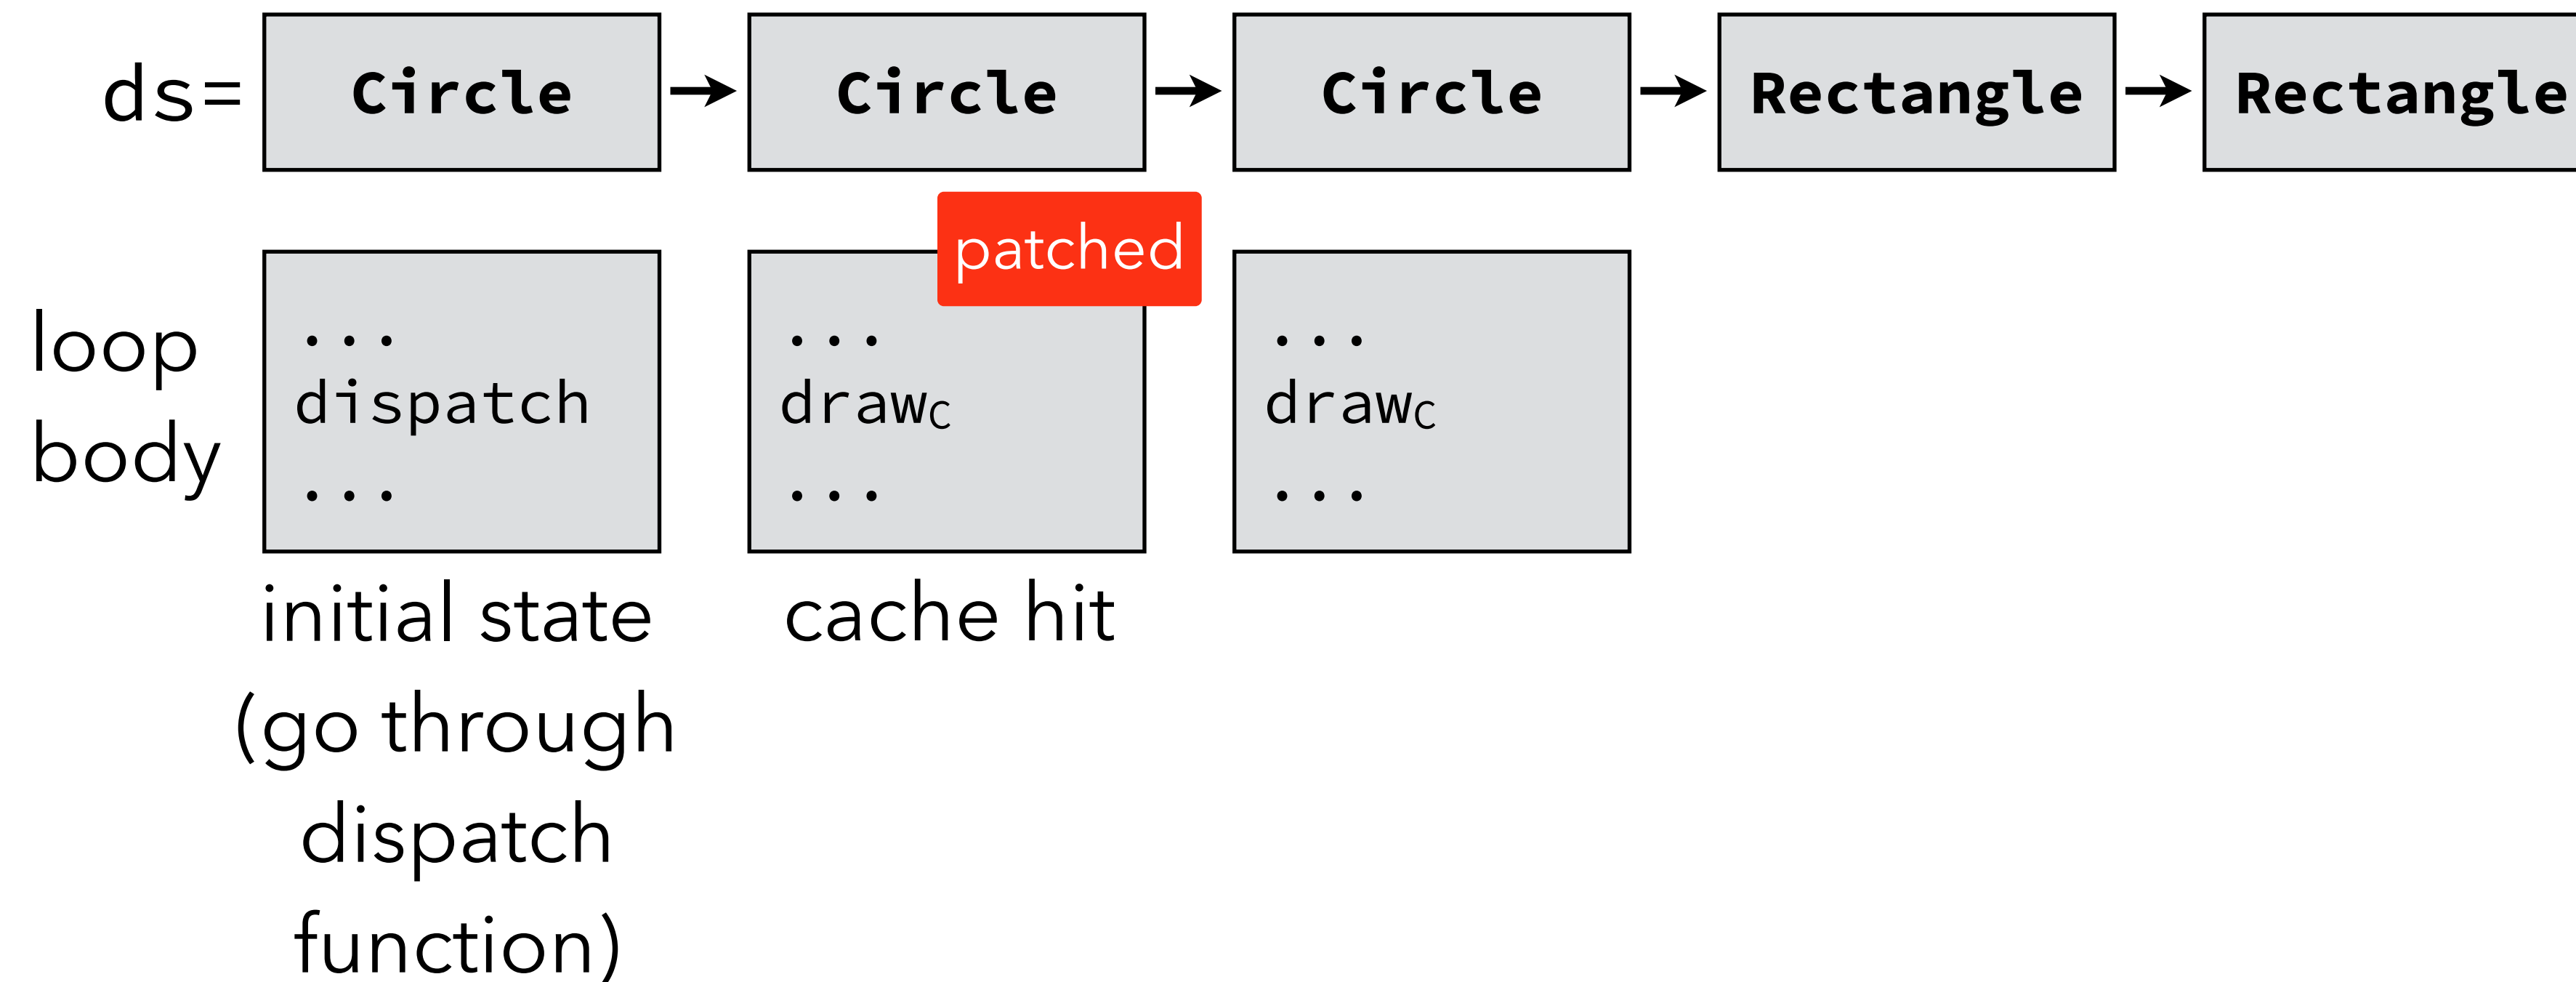 ds= Circle Circle Circle Rectangle Rectangle
patched
loop
body
...
dispatch
...
...
drawC
...
...
drawC
...
initial state
(go through
dispatch
function)
cache hit